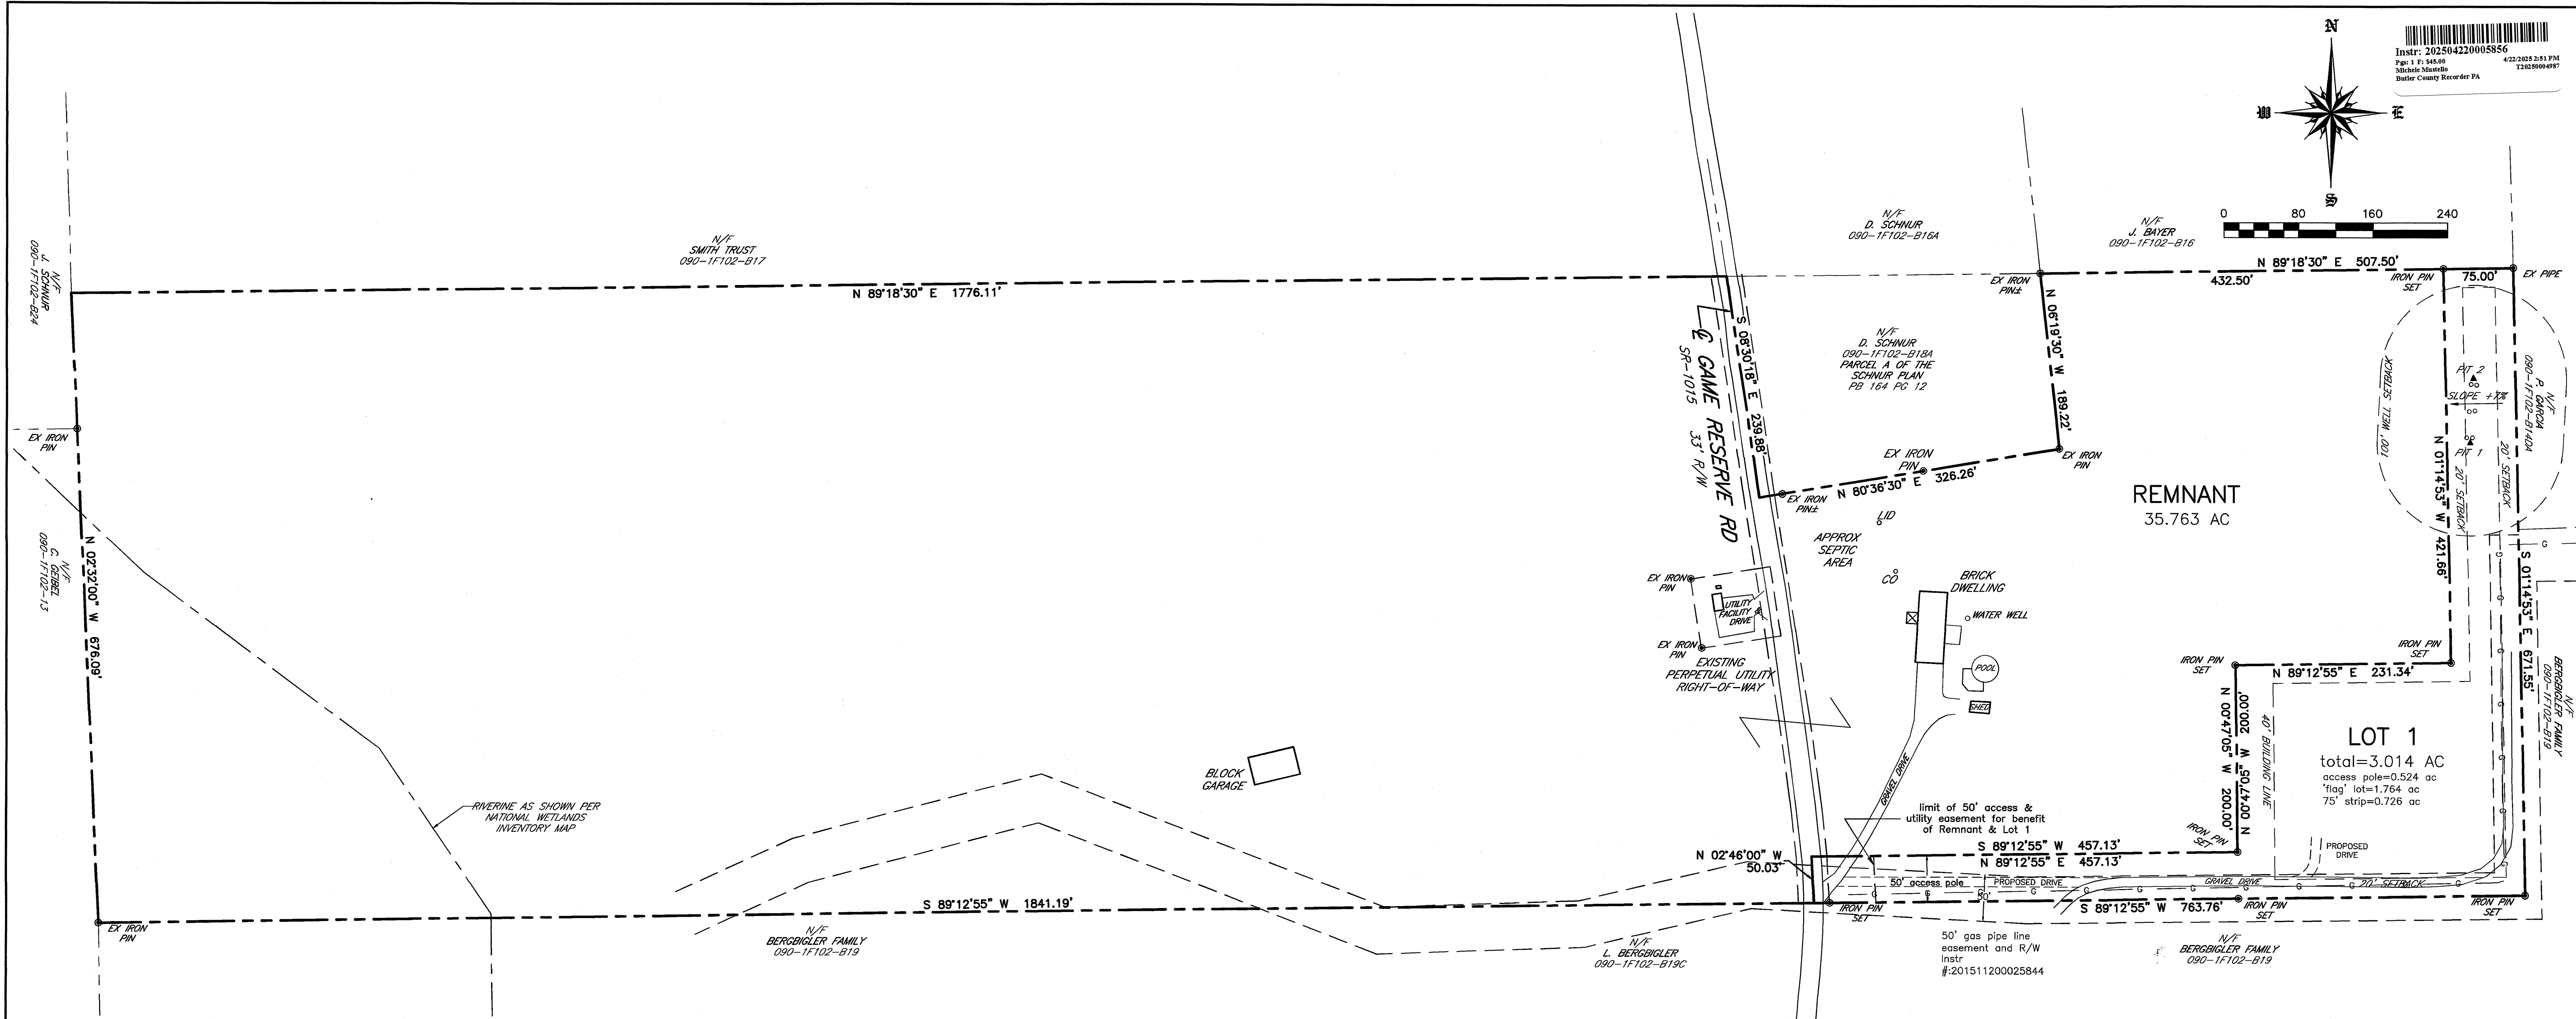 N
W
E
S
Instr: 202504220005856
Pgs: 1 F: $45.00
4/22/2025 2:51 PM
Michele Mustello
T20250004987
Butler County Recorder PA
0 80 160 240
N/F
J. SCHNUR
090-1F102-B24
N/F
SMITH TRUST
090-1F102-B17
N 89°18'30" E 1776.11'
N/F
D. SCHNUR
090-1F102-B16A
N/F
J. BAYER
090-1F102-B16
EX IRON
PIN±
N 89°18'30" E 507.50'
432.50'
IRON PIN
SET
75.00'
EX PIPE
EX IRON
PIN
N/F
C. GEIBEL
090-1F102-13
N 02°32'00" W 676.09'
RIVERINE AS SHOWN PER
NATIONAL WETLANDS
INVENTORY MAP
EX IRON
PIN
℄ GAME RESERVE RD
SR-1015 33' R/W
S 08°30'18" E 239.88'
N/F
D. SCHNUR
090-1F102-B18A
PARCEL A OF THE
SCHNUR PLAN
PB 164 PG 12
N 06°19'30" W 189.22'
EX IRON
PIN
EX IRON
PIN
EX IRON
PIN±
N 80°36'30" E 326.26'
REMNANT
35.763 AC
100' WELL SETBACK
PIT 2
SLOPE +7%
PIT 1
20' SETBACK
20' SETBACK
N 01°14'53" W 421.66'
N/F
P. GARCIA
090-1F102-B14DA
S 01°14'53" E 671.55'
G
G
G
G
G
G
G
N/F
BERGBIGLER FAMILY
090-1F102-B19
LID
APPROX
SEPTIC
AREA
CO
BRICK
DWELLING
WATER WELL
POOL
SHED
GRAVEL DRIVE
EX IRON
PIN
UTILITY
FACILITY &
DRIVE
EX IRON
PIN
EXISTING
PERPETUAL UTILITY
RIGHT-OF-WAY
BLOCK
GARAGE
IRON PIN
SET
N 89°12'55" E 231.34'
IRON PIN
SET
N 00°47'05" W 200.00'
N 00°47'05" W 200.00'
40' BUILDING LINE
LOT 1
total=3.014 AC
access pole=0.524 ac
'flag' lot=1.764 ac
75' strip=0.726 ac
limit of 50' access &
utility easement for benefit
of Remnant & Lot 1
IRON PIN
SET
PROPOSED
DRIVE
S 89°12'55" W 457.13'
N 89°12'55" E 457.13'
N 02°46'00" W
50.03'
50' access pole
PROPOSED DRIVE
GRAVEL DRIVE
20' SETBACK
G
G
G
G
G
G
G
G
50'
S 89°12'55" W 1841.19'
IRON PIN
SET
S 89°12'55" W 763.76'
IRON PIN
SET
IRON PIN
SET
N/F
BERGBIGLER FAMILY
090-1F102-B19
N/F
L. BERGBIGLER
090-1F102-B19C
50' gas pipe line
easement and R/W
Instr
#:201511200025844
N/F
BERGBIGLER FAMILY
090-1F102-B19